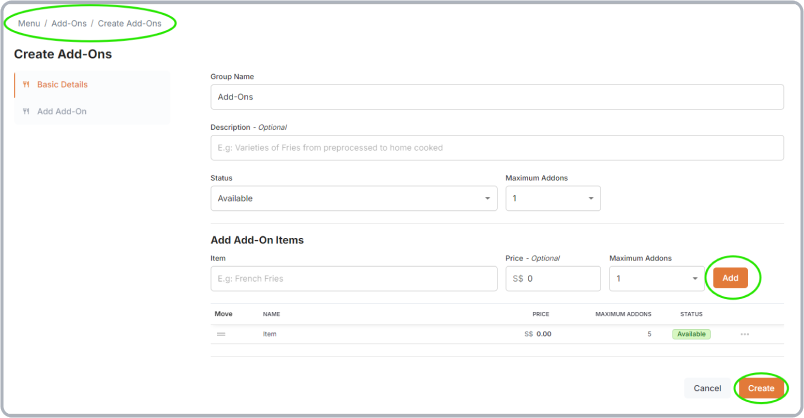 Menu / Add-Ons / Create Add-Ons
Create Add-Ons
Basic Details
Add Add-On
Group Name
Add-Ons
Description - Optional
E.g: Varieties of Fries from preprocessed to home cooked
Status
Maximum Addons
Available
1
Add Add-On Items
Item
Price - Optional
Maximum Addons
E.g: French Fries
S$ 0
1
Add
Move NAME PRICE MAXIMUM ADDONS STATUS
Item S$ 0.00 5 Available ...
Cancel
Create